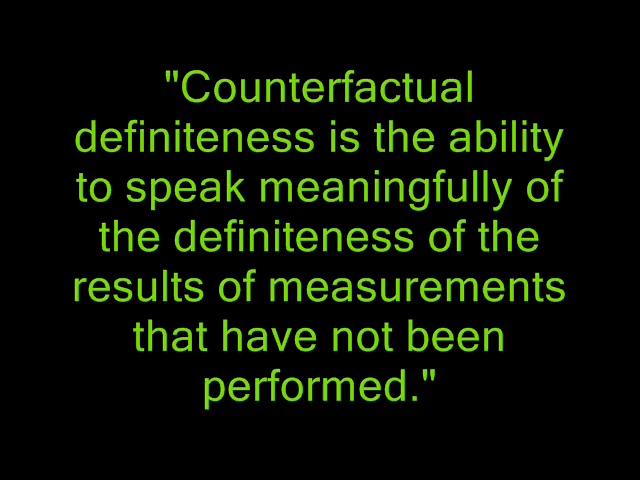 "Counterfactual
definiteness is the ability
to speak meaningfully of
the definiteness of the
results of measurements
that have not been
performed."